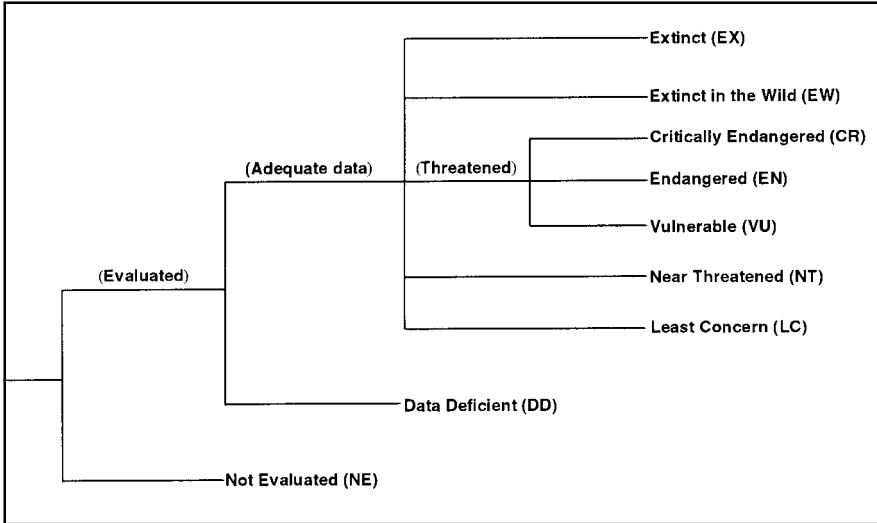 Extinct (EX)
Extinct in the Wild (EW)
Critically Endangered (CR)
(Adequate data)
(Threatened)
Endangered (EN)
Vulnerable (VU)
(Evaluated)
Near Threatened (NT)
Least Concern (LC)
Data Deficient (DD)
Not Evaluated (NE)